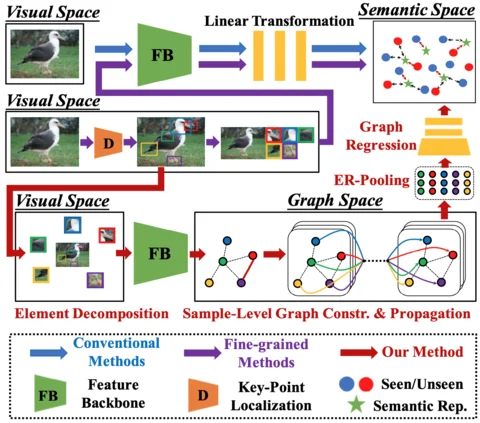 Visual Space
Linear Transformation
Semantic Space
FB
Visual Space
D
Graph
Regression
ER-Pooling
Visual Space
Graph Space
FB
Element Decomposition
Sample-Level Graph Constr. & Propagation
Conventional
Methods
Fine-grained
Methods
Our Method
FB
Feature
Backbone
D
Key-Point
Localization
Seen/Unseen
Semantic Rep.